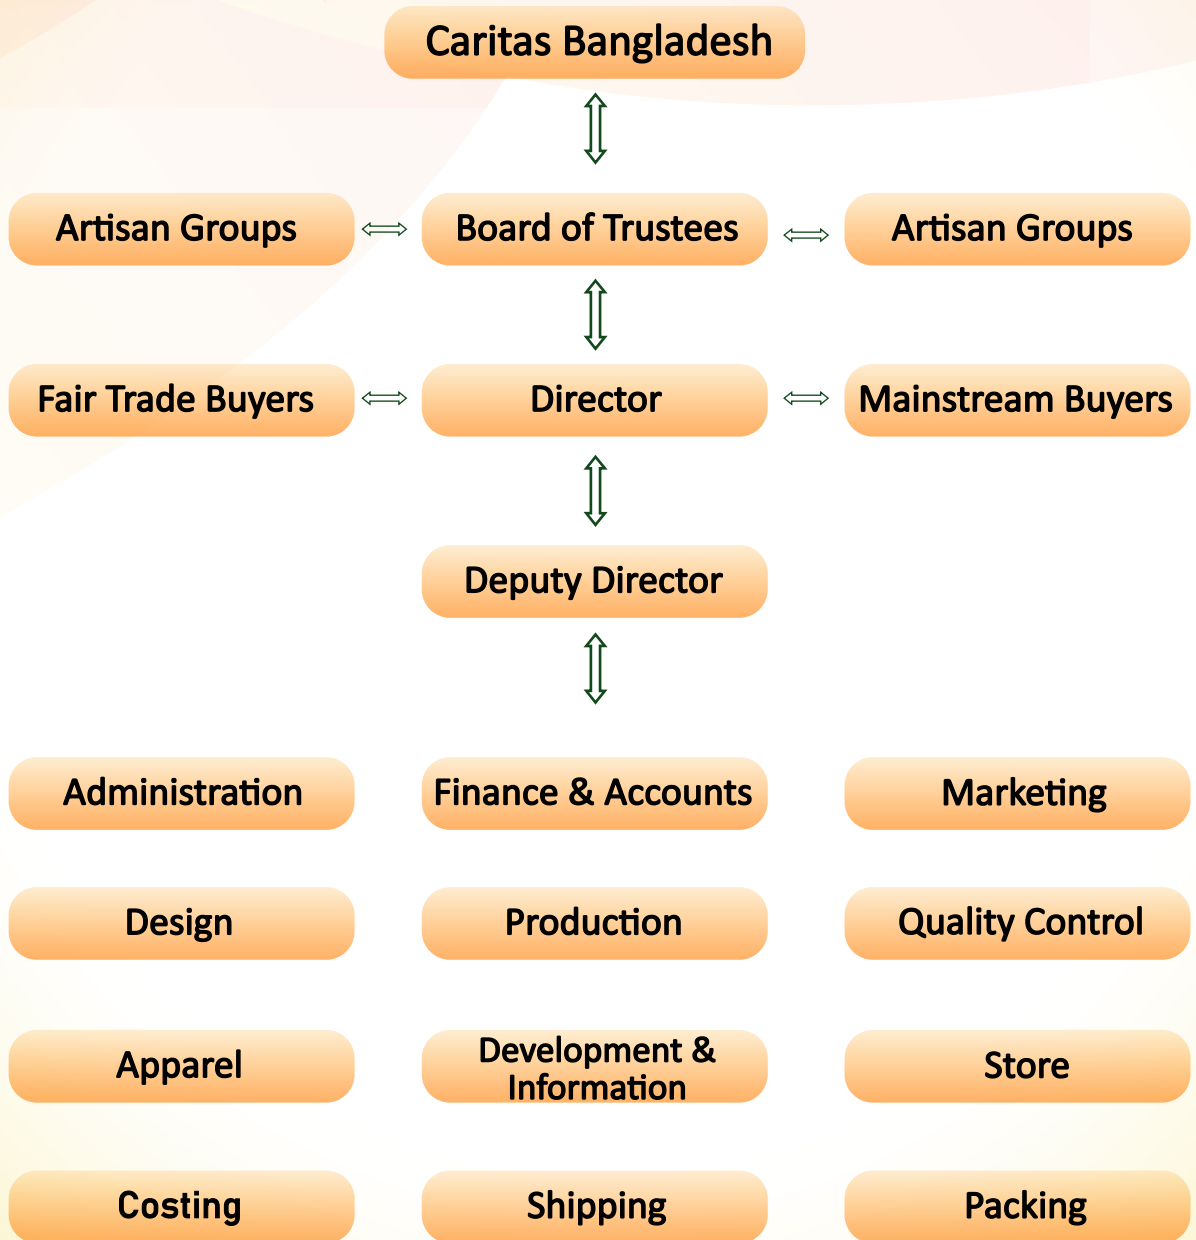 Caritas Bangladesh
Artisan Groups
Board of Trustees
Artisan Groups
Fair Trade Buyers
Director
Mainstream Buyers
Deputy Director
Administration
Finance & Accounts
Marketing
Design
Production
Quality Control
Apparel
Development &
Information
Store
Costing
Shipping
Packing